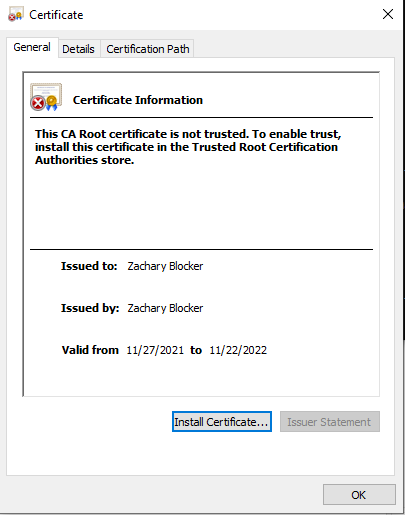 Certificate
General Details Certification Path
Certificate Information
This CA Root certificate is not trusted. To enable trust,
install this certificate in the Trusted Root Certification
Authorities store.
Issued to: Zachary Blocker
Issued by: Zachary Blocker
Valid from 11/27/2021 to 11/22/2022
Install Certificate... Issuer Statement
OK